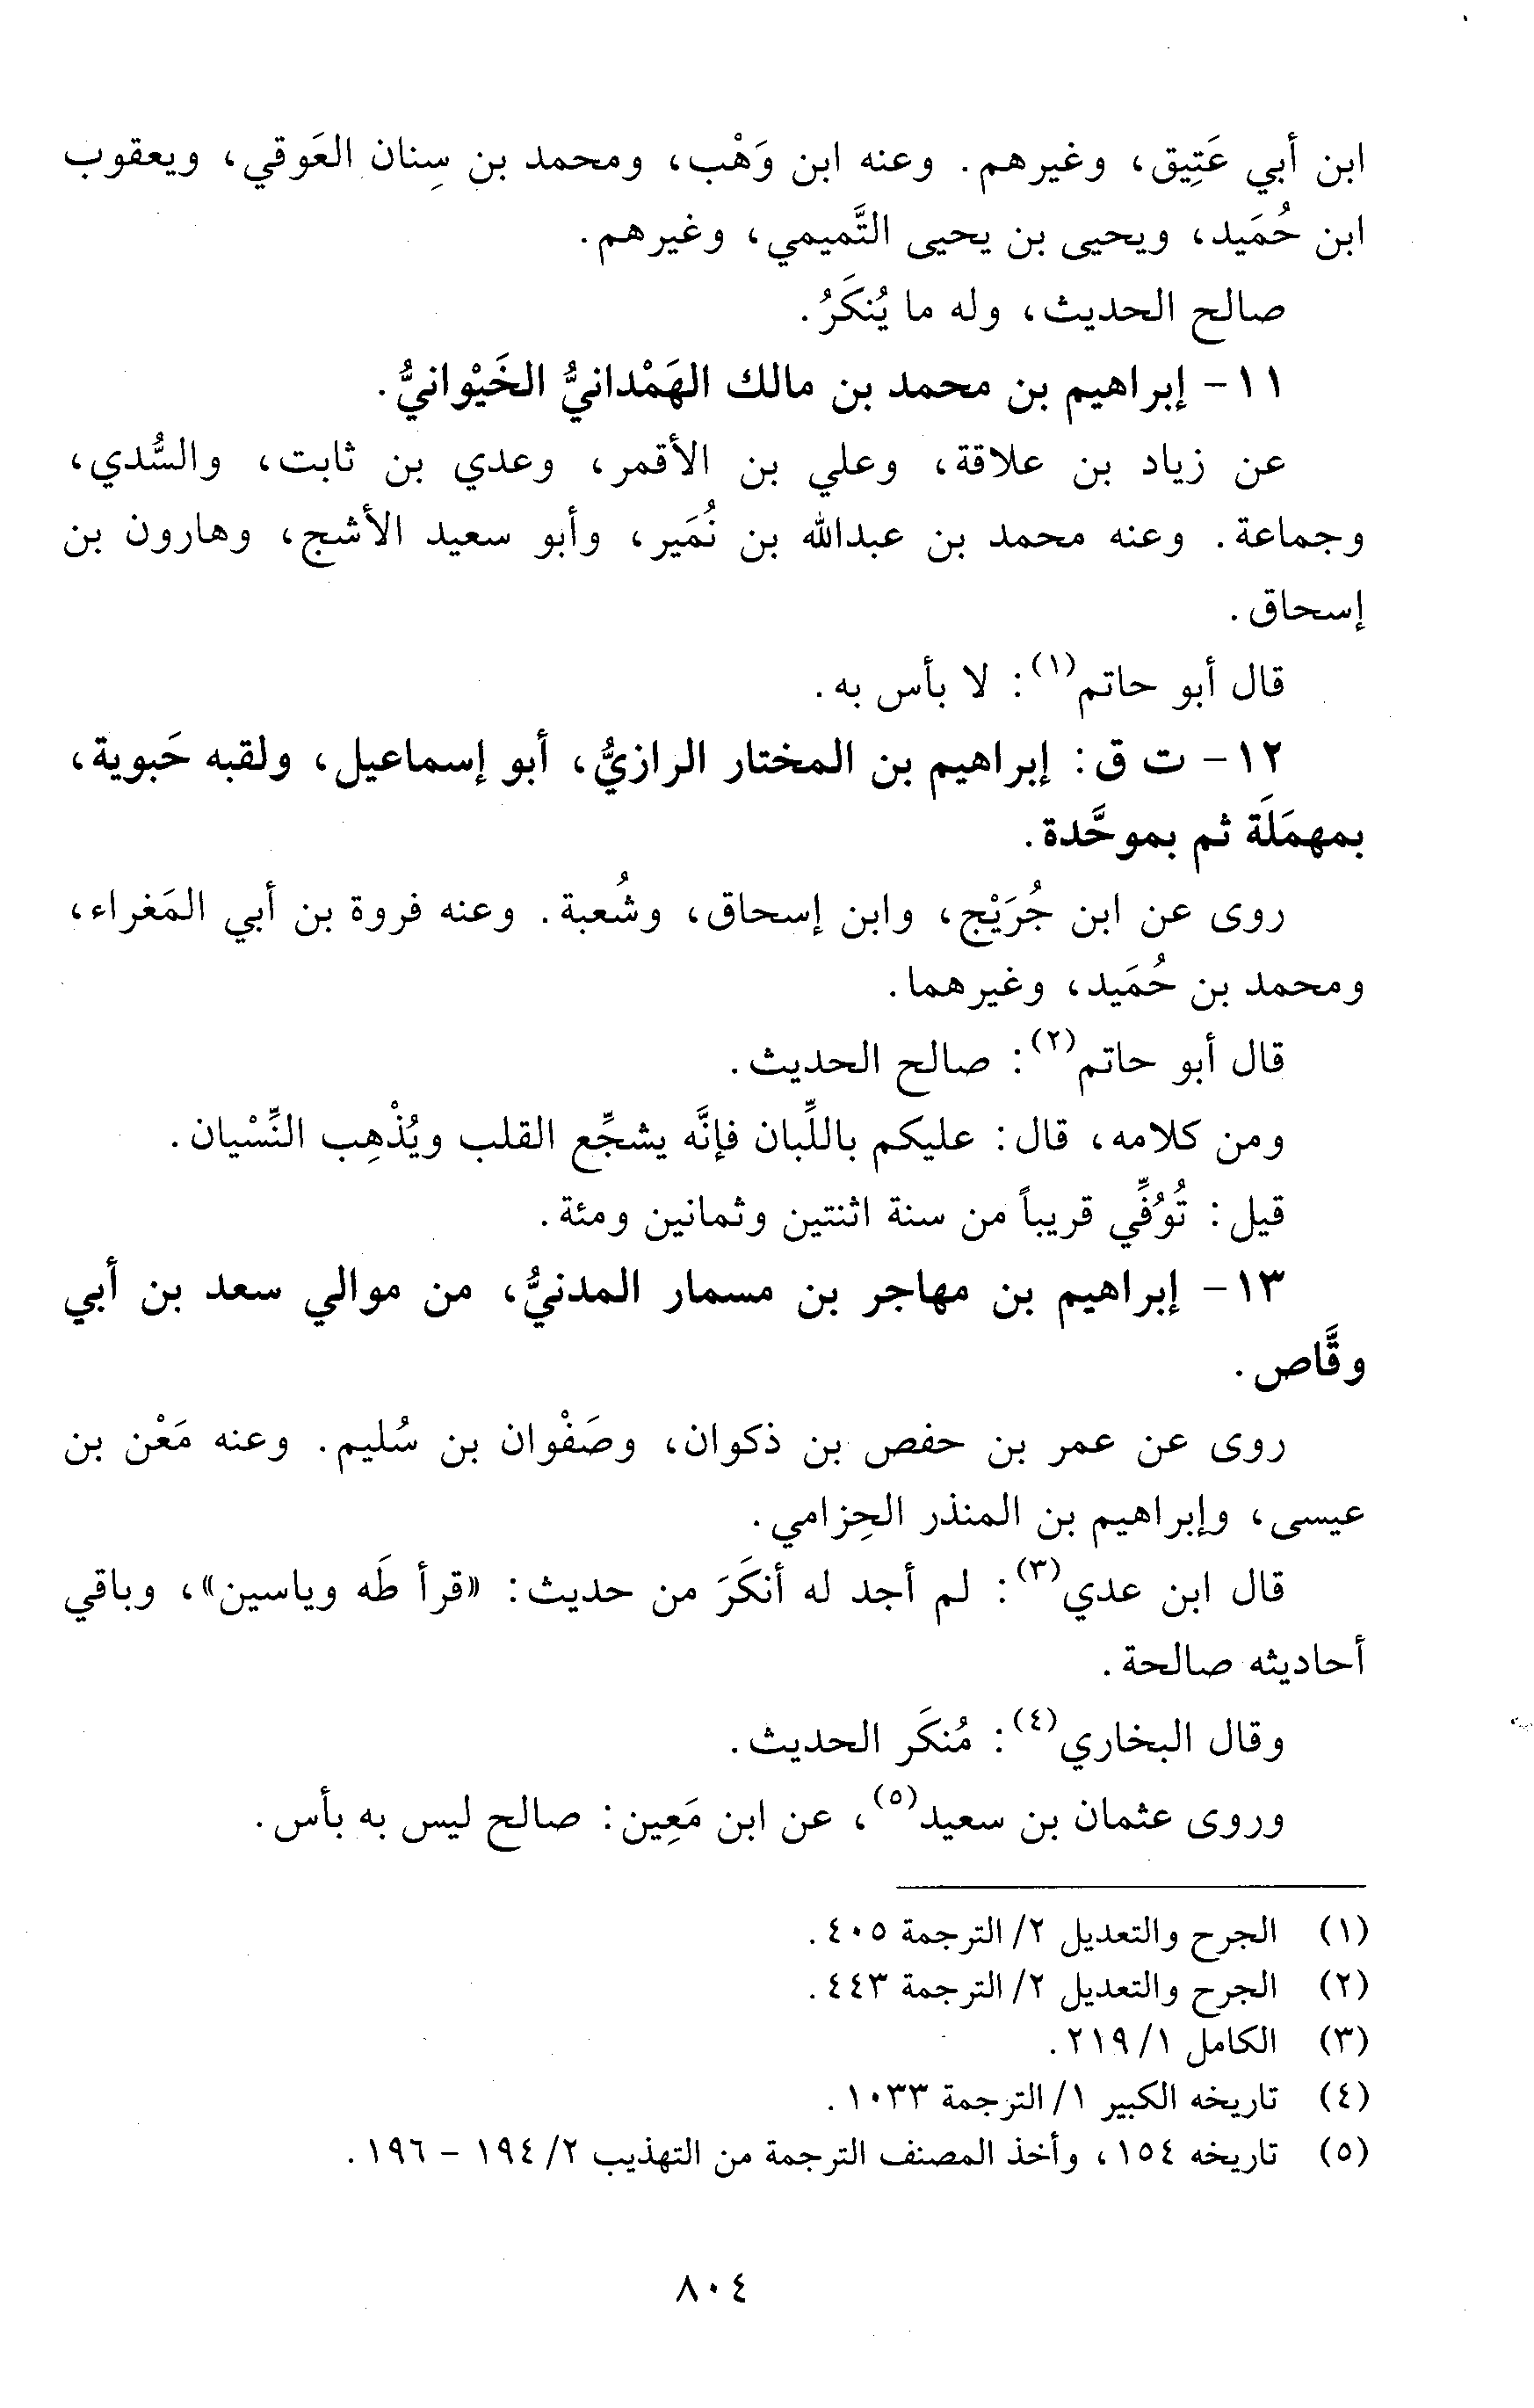 ابن أبي عَتِيق، وغيرهم. وعنه ابن وَهْب، ومحمد بن سِنان العَوقي، ويعقوب
ابن حُمَيد، ويحيى بن يحيى التَّميمي، وغيرهم.
صالح الحديث، وله ما يُنكَرُ.
١١- إبراهيم بن محمد بن مالك الهَمْدانيُّ الخَيْوانيُّ.
عن زياد بن علاقة، وعلي بن الأقمر، وعدي بن ثابت، والسُّدي،
وجماعة. وعنه محمد بن عبدالله بن نُمَير، وأبو سعيد الأشج، وهارون بن
إسحاق.
قال أبو حاتم(١): لا بأس به.
١٢- ت ق: إبراهيم بن المختار الرازيُّ، أبو إسماعيل، ولقبه حَبوية،
بمهمَلَة ثم بموحَّدة.
روى عن ابن جُرَيْج، وابن إسحاق، وشُعبة. وعنه فروة بن أبي المَغراء،
ومحمد بن حُمَيد، وغيرهما.
قال أبو حاتم(٢): صالح الحديث.
ومن كلامه، قال: عليكم باللِّبان فإنَّه يشجِّع القلب ويُذْهِب النِّسْيان.
قيل: تُوُفِّي قريباً من سنة اثنتين وثمانين ومئة.
١٣- إبراهيم بن مهاجر بن مسمار المدنيُّ، من موالي سعد بن أبي
وقَّاص.
روى عن عمر بن حفص بن ذكوان، وصَفْوان بن سُليم. وعنه مَعْن بن
عيسى، وإبراهيم بن المنذر الحِزامي.
قال ابن عدي(٣): لم أجد له أنكَرَ من حديث: «قرأ طَه وياسين»، وباقي
أحاديثه صالحة.
وقال البخاري(٤): مُنكَر الحديث.
وروى عثمان بن سعيد(٥)، عن ابن مَعِين: صالح ليس به بأس.
(١) الجرح والتعديل ٢/ الترجمة ٤٠٥.
(٢) الجرح والتعديل ٢/ الترجمة ٤٤٣.
(٣) الكامل ١/ ٢١٩.
(٤) تاريخه الكبير ١/ الترجمة ١٠٣٣.
(٥) تاريخه ١٥٤، وأخذ المصنف الترجمة من التهذيب ٢/ ١٩٤ - ١٩٦.
٨٠٤